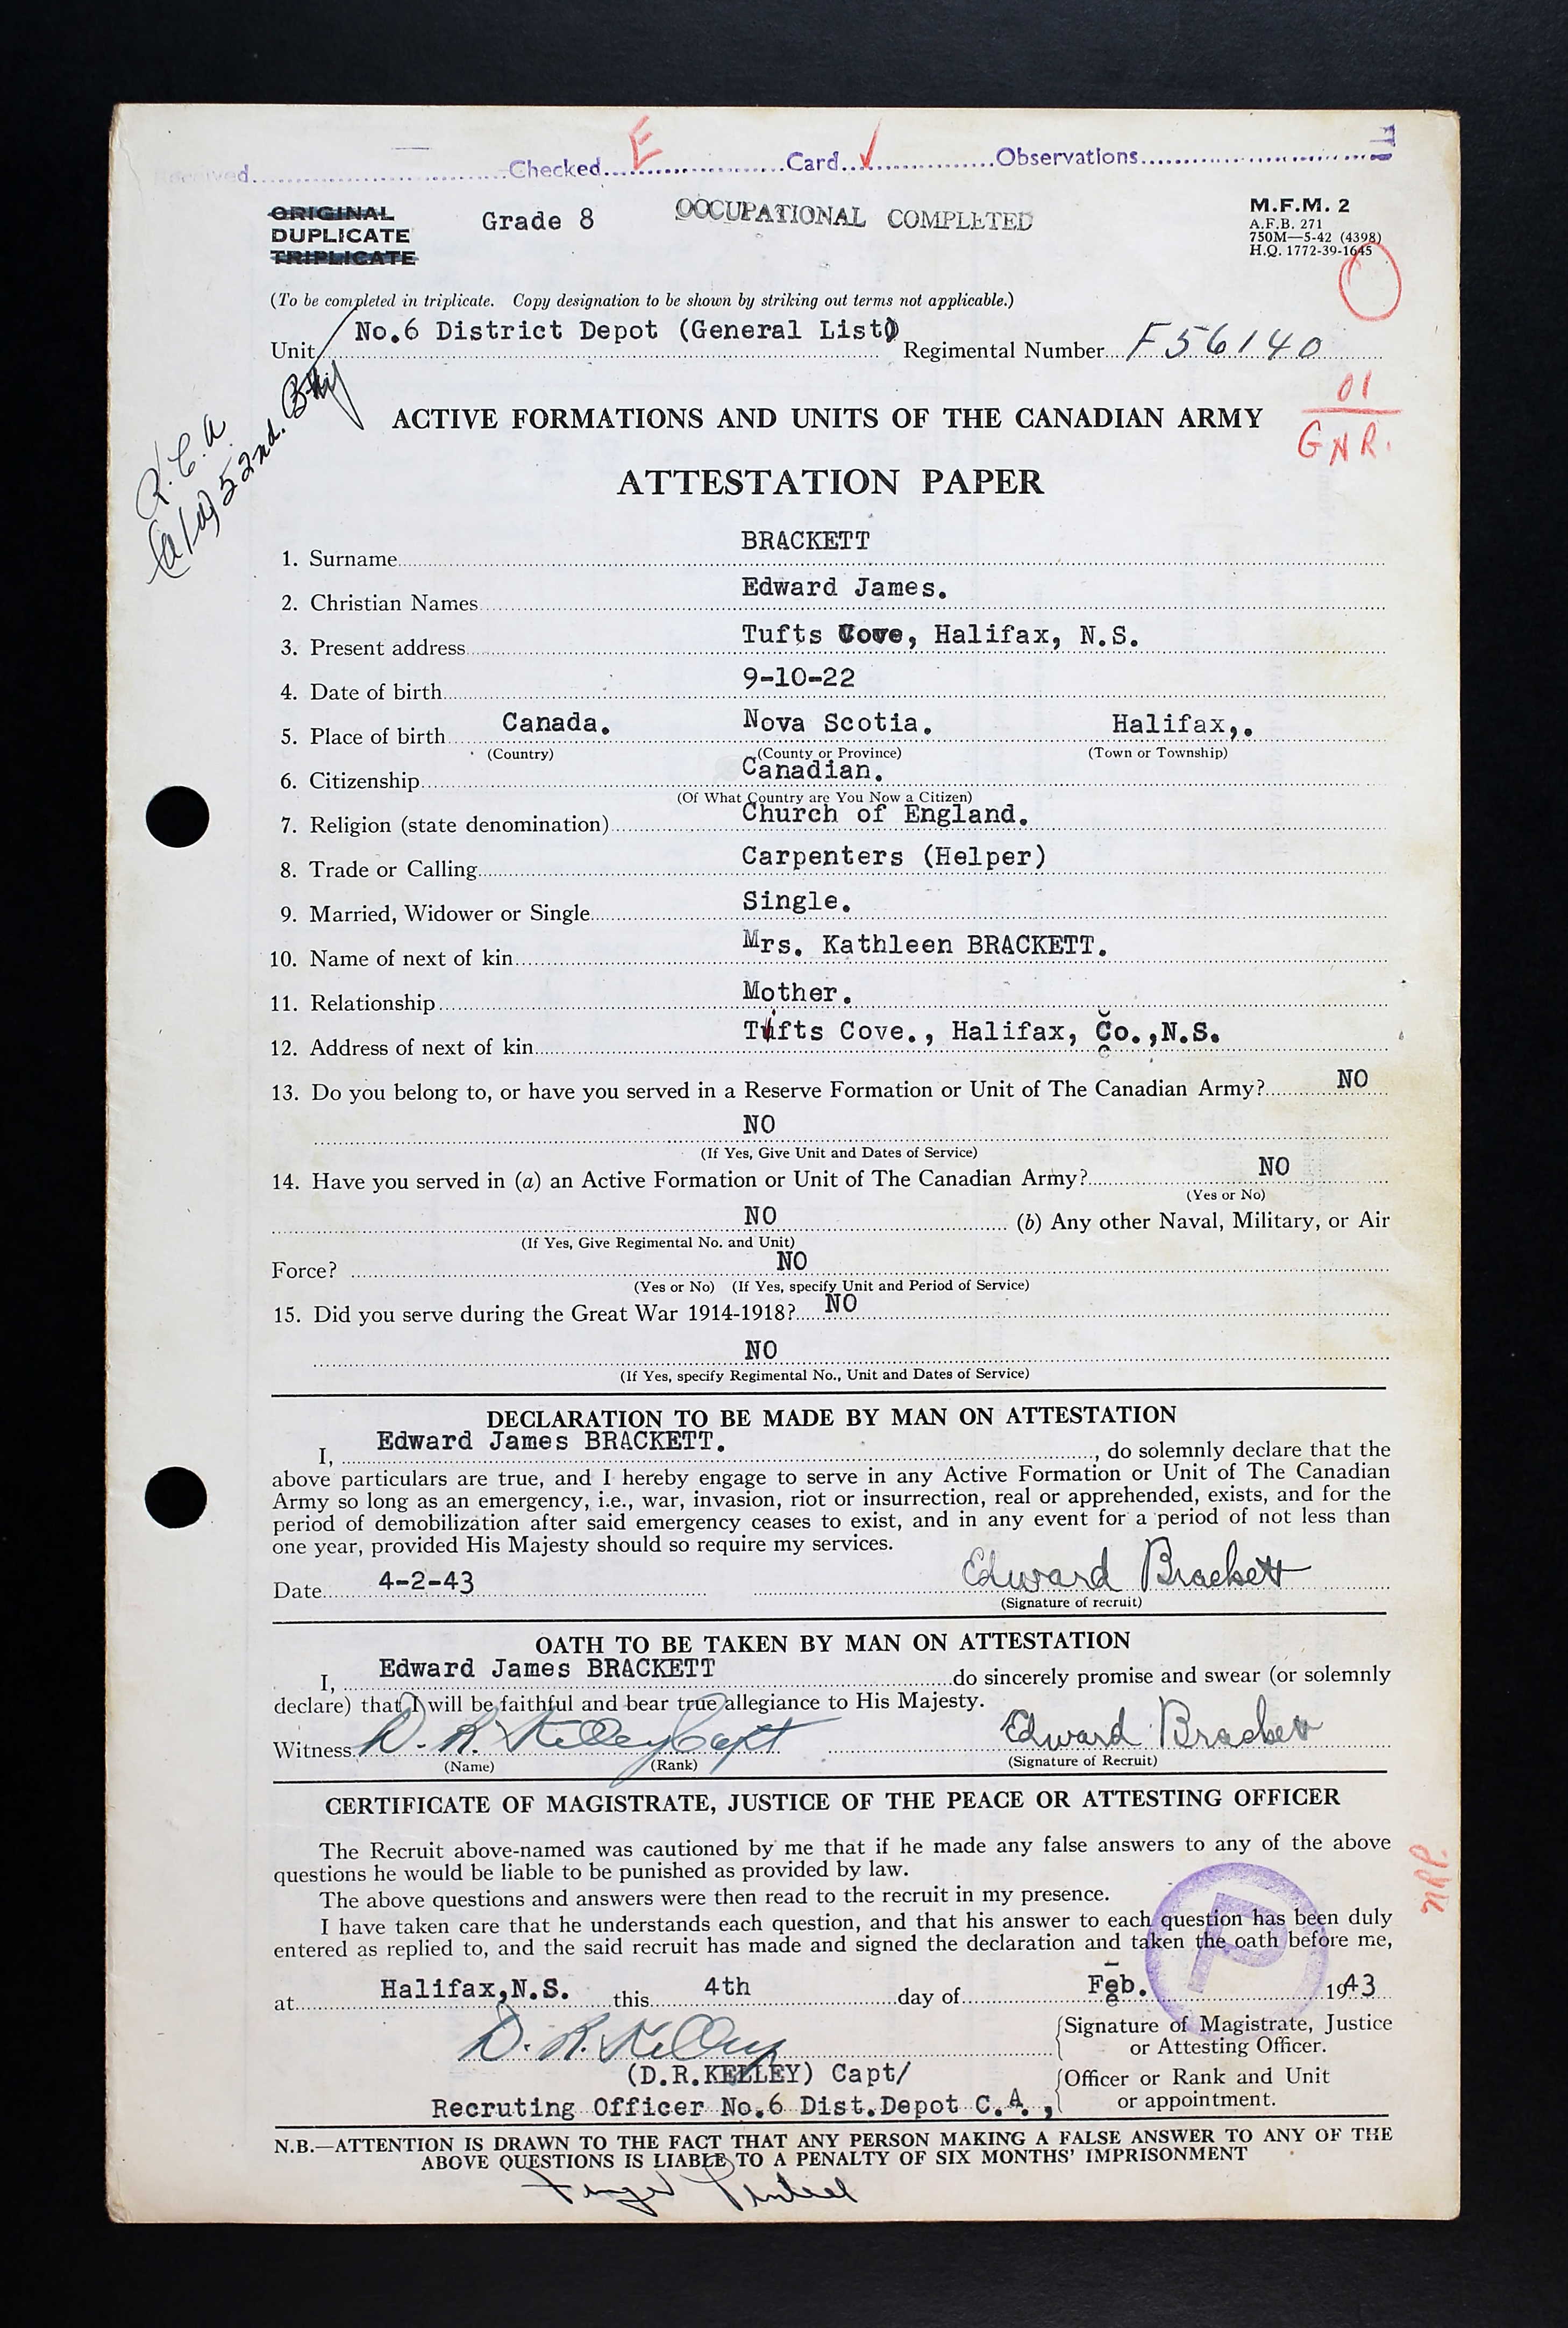 Received..........Checked....E..........Card..✓..........Observations..........
ORIGINAL
DUPLICATE
TRIPLICATE
Grade 8
OCCUPATIONAL COMPLETED
M.F.M. 2
A.F.B. 271
750M—5-42 (4398)
H.Q. 1772-39-1645
(To be completed in triplicate. Copy designation to be shown by striking out terms not applicable.)
Unit No.6 District Depot (General List) Regimental Number F 56140
R.C.A.
(a/a) 52nd. Bty
01
GNR.
ACTIVE FORMATIONS AND UNITS OF THE CANADIAN ARMY
ATTESTATION PAPER
1. Surname BRACKETT
2. Christian Names Edward James.
3. Present address Tufts Cove, Halifax, N.S.
4. Date of birth 9-10-22
5. Place of birth Canada. Nova Scotia. Halifax,.
(Country) (County or Province) (Town or Township)
6. Citizenship Canadian.
(Of What Country are You Now a Citizen)
7. Religion (state denomination) Church of England.
8. Trade or Calling Carpenters (Helper)
9. Married, Widower or Single Single.
10. Name of next of kin Mrs. Kathleen BRACKETT.
11. Relationship Mother.
12. Address of next of kin Tufts Cove., Halifax, Co.,N.S.
13. Do you belong to, or have you served in a Reserve Formation or Unit of The Canadian Army? NO
NO
(If Yes, Give Unit and Dates of Service)
14. Have you served in (a) an Active Formation or Unit of The Canadian Army? NO
(Yes or No)
NO (b) Any other Naval, Military, or Air
(If Yes, Give Regimental No. and Unit)
Force? NO
(Yes or No) (If Yes, specify Unit and Period of Service)
15. Did you serve during the Great War 1914-1918? NO
NO
(If Yes, specify Regimental No., Unit and Dates of Service)
DECLARATION TO BE MADE BY MAN ON ATTESTATION
I, Edward James BRACKETT. , do solemnly declare that the
above particulars are true, and I hereby engage to serve in any Active Formation or Unit of The Canadian
Army so long as an emergency, i.e., war, invasion, riot or insurrection, real or apprehended, exists, and for the
period of demobilization after said emergency ceases to exist, and in any event for a period of not less than
one year, provided His Majesty should so require my services.
Date 4-2-43 Edward Brackett
(Signature of recruit)
OATH TO BE TAKEN BY MAN ON ATTESTATION
I, Edward James BRACKETT do sincerely promise and swear (or solemnly
declare) that I will be faithful and bear true allegiance to His Majesty.
Witness D. R. Kelley Capt Edward Brackett
(Name) (Rank) (Signature of Recruit)
CERTIFICATE OF MAGISTRATE, JUSTICE OF THE PEACE OR ATTESTING OFFICER
The Recruit above-named was cautioned by me that if he made any false answers to any of the above
questions he would be liable to be punished as provided by law.
The above questions and answers were then read to the recruit in my presence.
I have taken care that he understands each question, and that his answer to each question has been duly
entered as replied to, and the said recruit has made and signed the declaration and taken the oath before me,
P
at Halifax,N.S. this 4th day of Feb. 1943
D. R. Kelley {Signature of Magistrate, Justice
or Attesting Officer.
(D.R.KELLEY) Capt/ {Officer or Rank and Unit
Recruting Officer No.6 Dist.Depot C.A., or appointment.
N.B.—ATTENTION IS DRAWN TO THE FACT THAT ANY PERSON MAKING A FALSE ANSWER TO ANY OF THE
ABOVE QUESTIONS IS LIABLE TO A PENALTY OF SIX MONTHS' IMPRISONMENT
Finger Printed